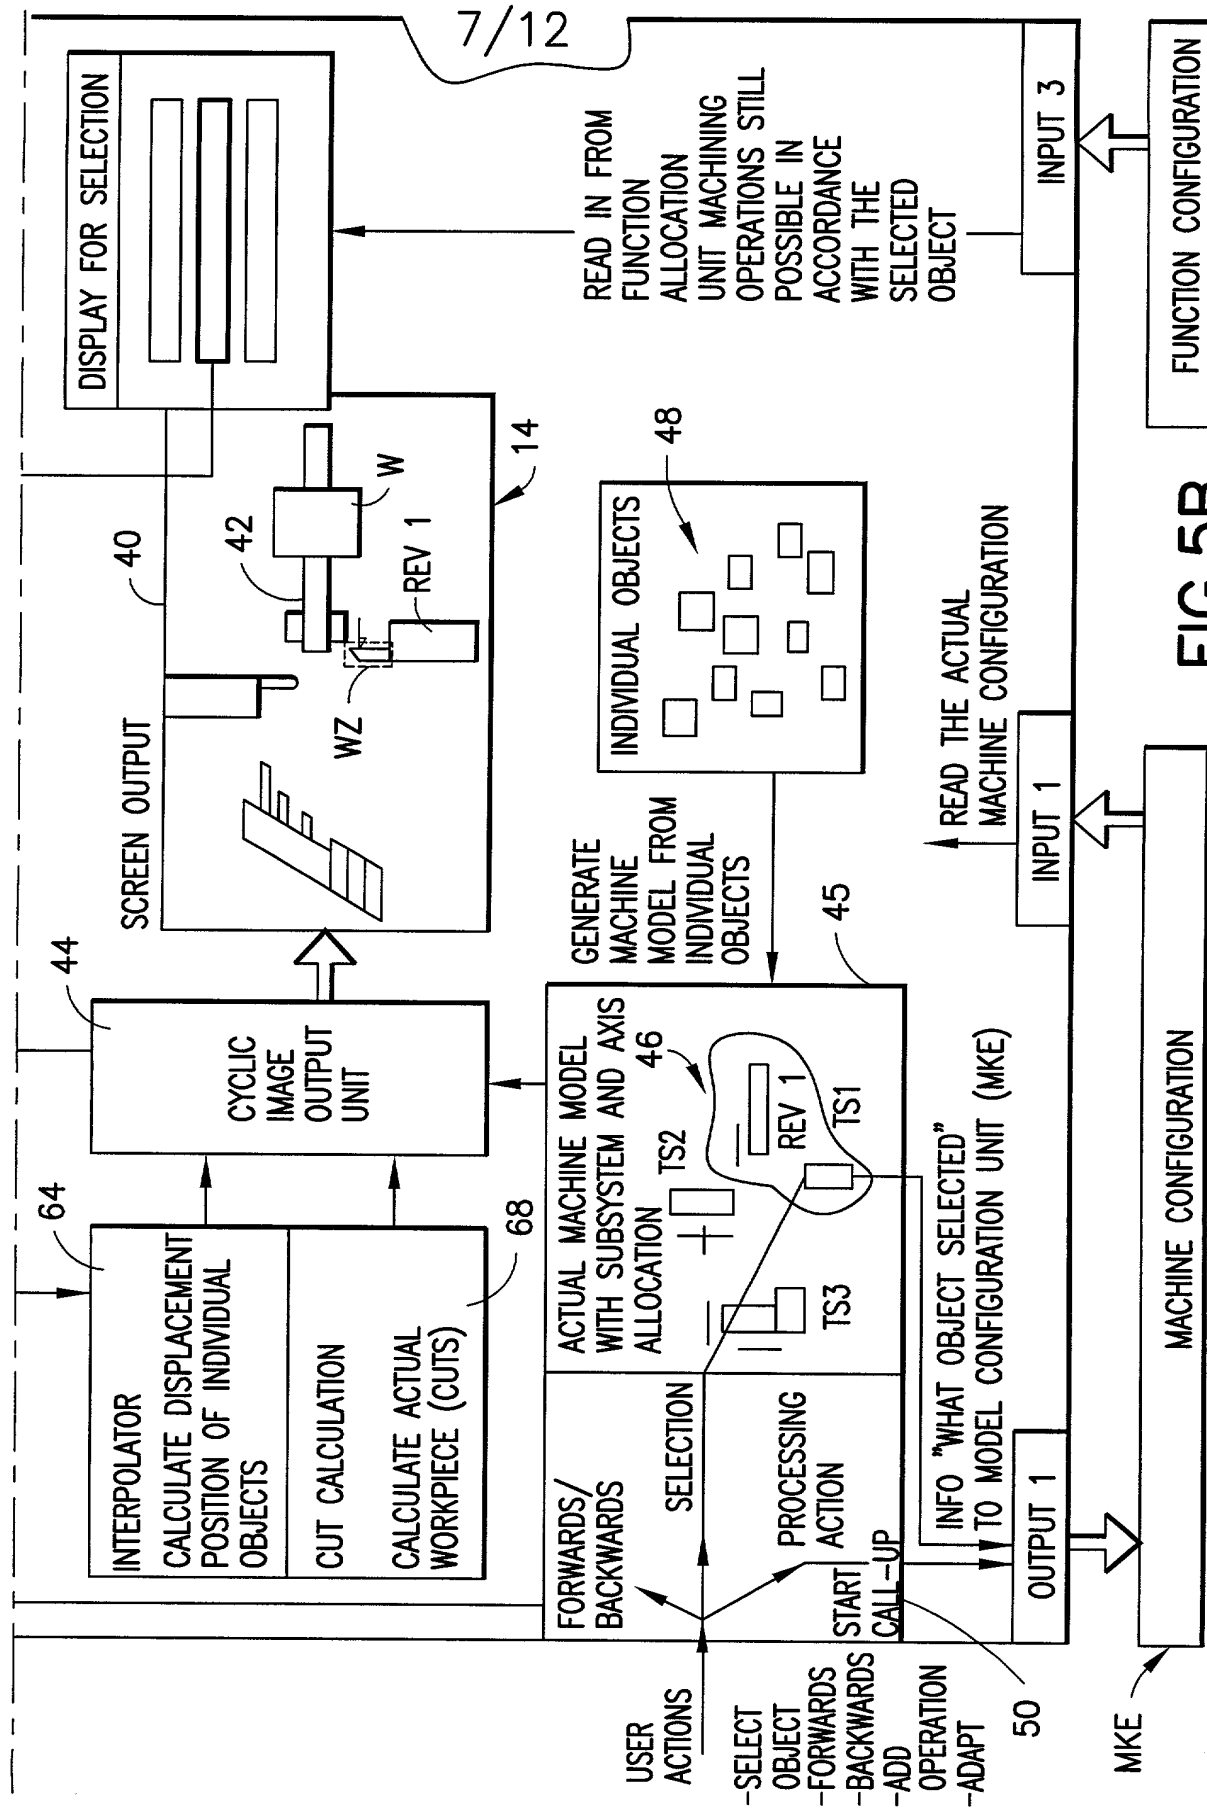 7/12
64
INTERPOLATOR
CALCULATE DISPLACEMENT
POSITION OF INDIVIDUAL
OBJECTS
CUT CALCULATION
CALCULATE ACTUAL
WORKPIECE (CUTS)
68
44
CYCLIC
IMAGE
OUTPUT
UNIT
SCREEN OUTPUT
40
42
W
WZ
REV 1
14
DISPLAY FOR SELECTION
USER
ACTIONS
-SELECT
OBJECT
-FORWARDS
-BACKWARDS
-ADD
OPERATION
-ADAPT
FORWARDS/
BACKWARDS
SELECTION
PROCESSING
ACTION
START
CALL-UP
50
ACTUAL MACHINE MODEL
WITH SUBSYSTEM AND AXIS
ALLOCATION
46
TS2
REV 1
TS1
TS3
45
GENERATE
MACHINE
MODEL FROM
INDIVIDUAL
OBJECTS
INDIVIDUAL OBJECTS
48
READ IN FROM
FUNCTION
ALLOCATION
UNIT MACHINING
OPERATIONS STILL
POSSIBLE IN
ACCORDANCE
WITH THE
SELECTED
OBJECT
INFO "WHAT OBJECT SELECTED"
TO MODEL CONFIGURATION UNIT (MKE)
READ THE ACTUAL
MACHINE CONFIGURATION
OUTPUT 1
INPUT 1
INPUT 3
MKE
MACHINE CONFIGURATION
FUNCTION CONFIGURATION
FIG.5B